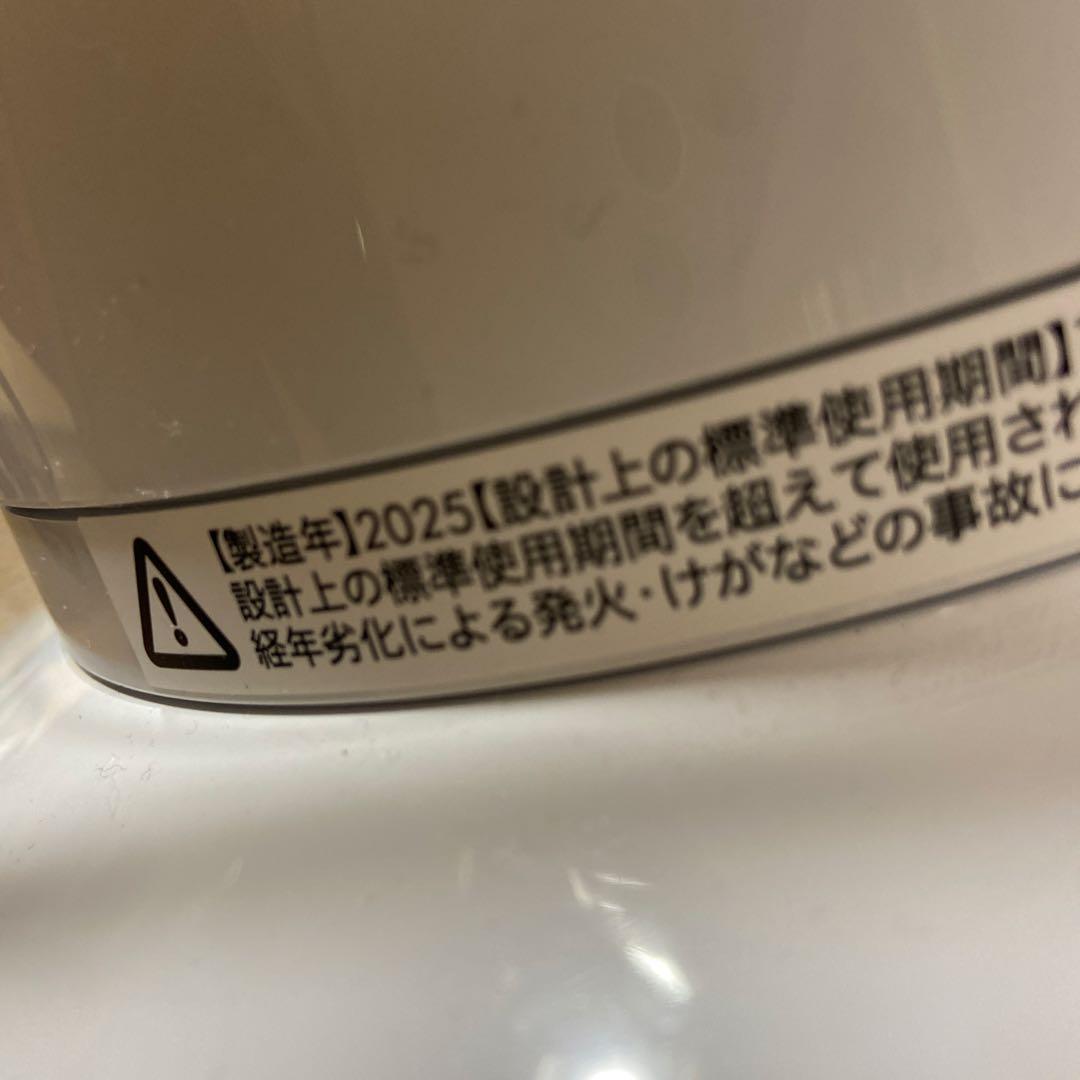 【製造年】2025【設計上の標準使用期間】
設計上の標準使用期間を超えて使用され
経年劣化による発火・けがなどの事故に